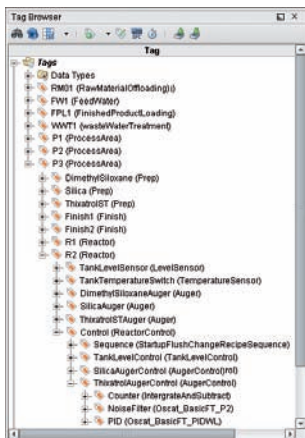 Tag Browser
Tag
Tags
Data Types
RM01 (RawMaterialOffloading)
FW1 (FeedWater)
FPL1 (FinishedProductLoading)
WWT1 (wasteWaterTreatment)
P1 (ProcessArea)
P2 (ProcessArea)
P3 (ProcessArea)
DimethylSiloxane (Prep)
Silica (Prep)
ThixatrolST (Prep)
Finish1 (Finish)
Finish2 (Finish)
R1 (Reactor)
R2 (Reactor)
TankLevelSensor (LevelSensor)
TankTemperatureSwitch (TemperatureSensor)
DimethylSiloxaneAuger (Auger)
SilicaAuger (Auger)
ThixatrolSTAuger (Auger)
Control (ReactorControl)
Sequence (StartupFlushChangeRecipeSequence)
TankLevelControl (TankLevelControl)
SilicaAugerControl (AugerControl)rol)
ThixatrolAugerControl (AugerControl)
Counter (IntergrateAndSubtract)
NoiseFilter (Oscat_BasicFT_P2)
PID (Oscat_BasicFT_PIDWL)